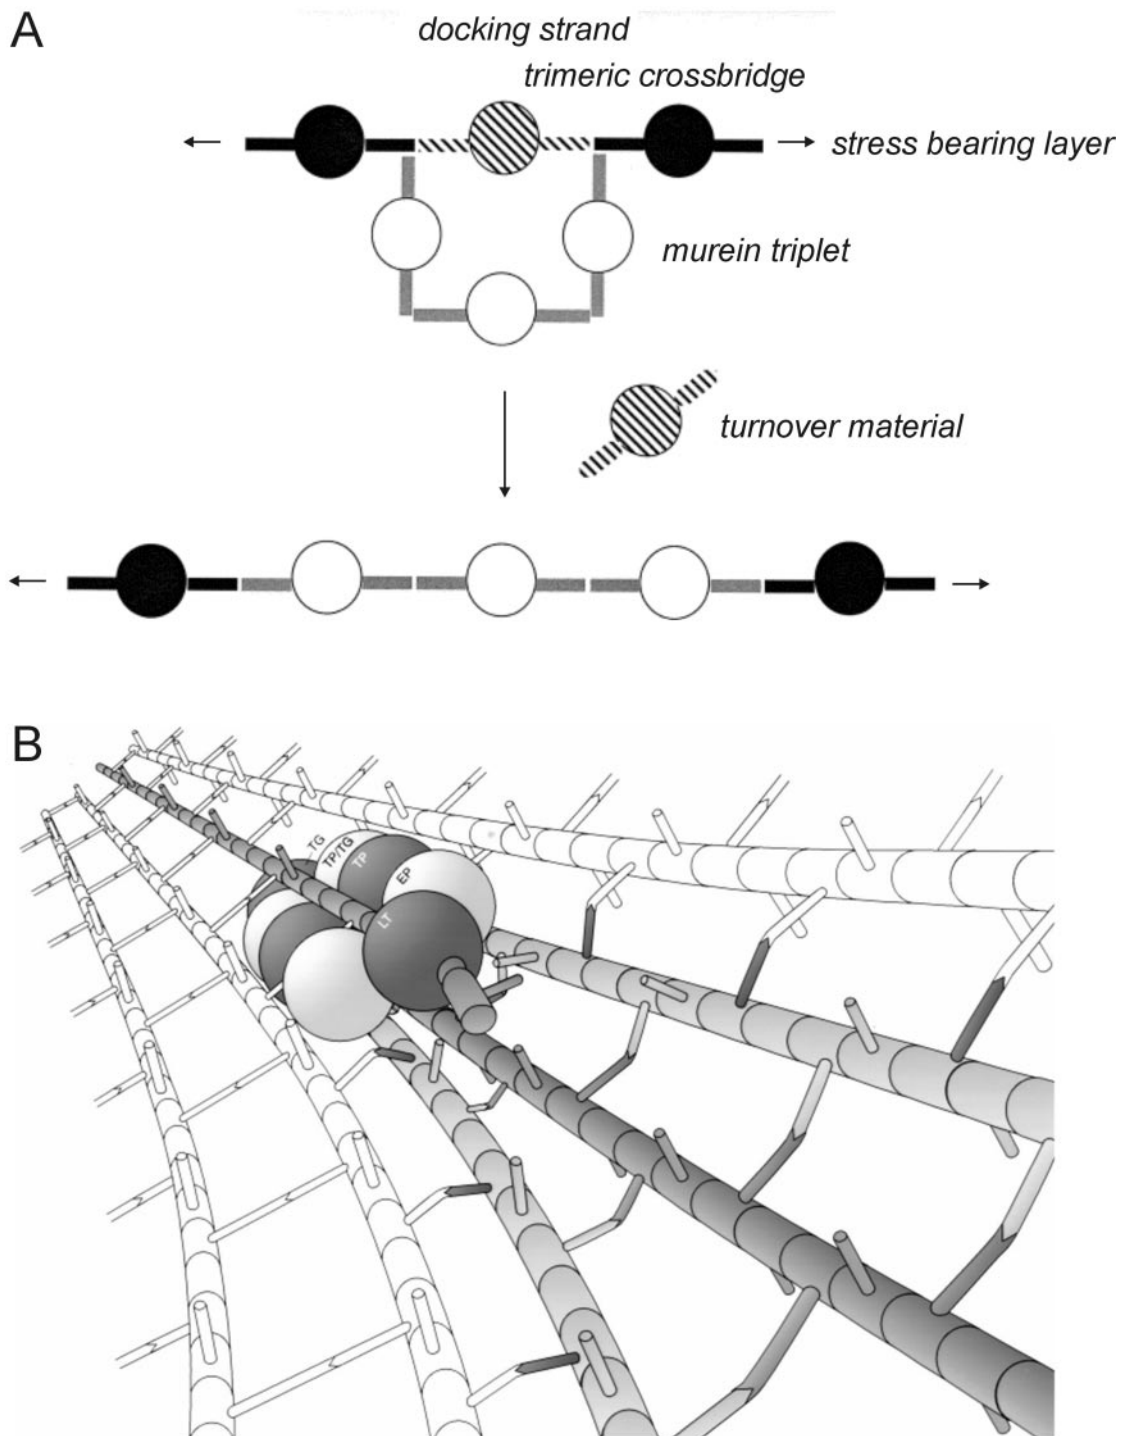 A
docking strand
trimeric crossbridge
stress bearing layer
murein triplet
turnover material
B
TG
TP/TG
TP
EP
LT